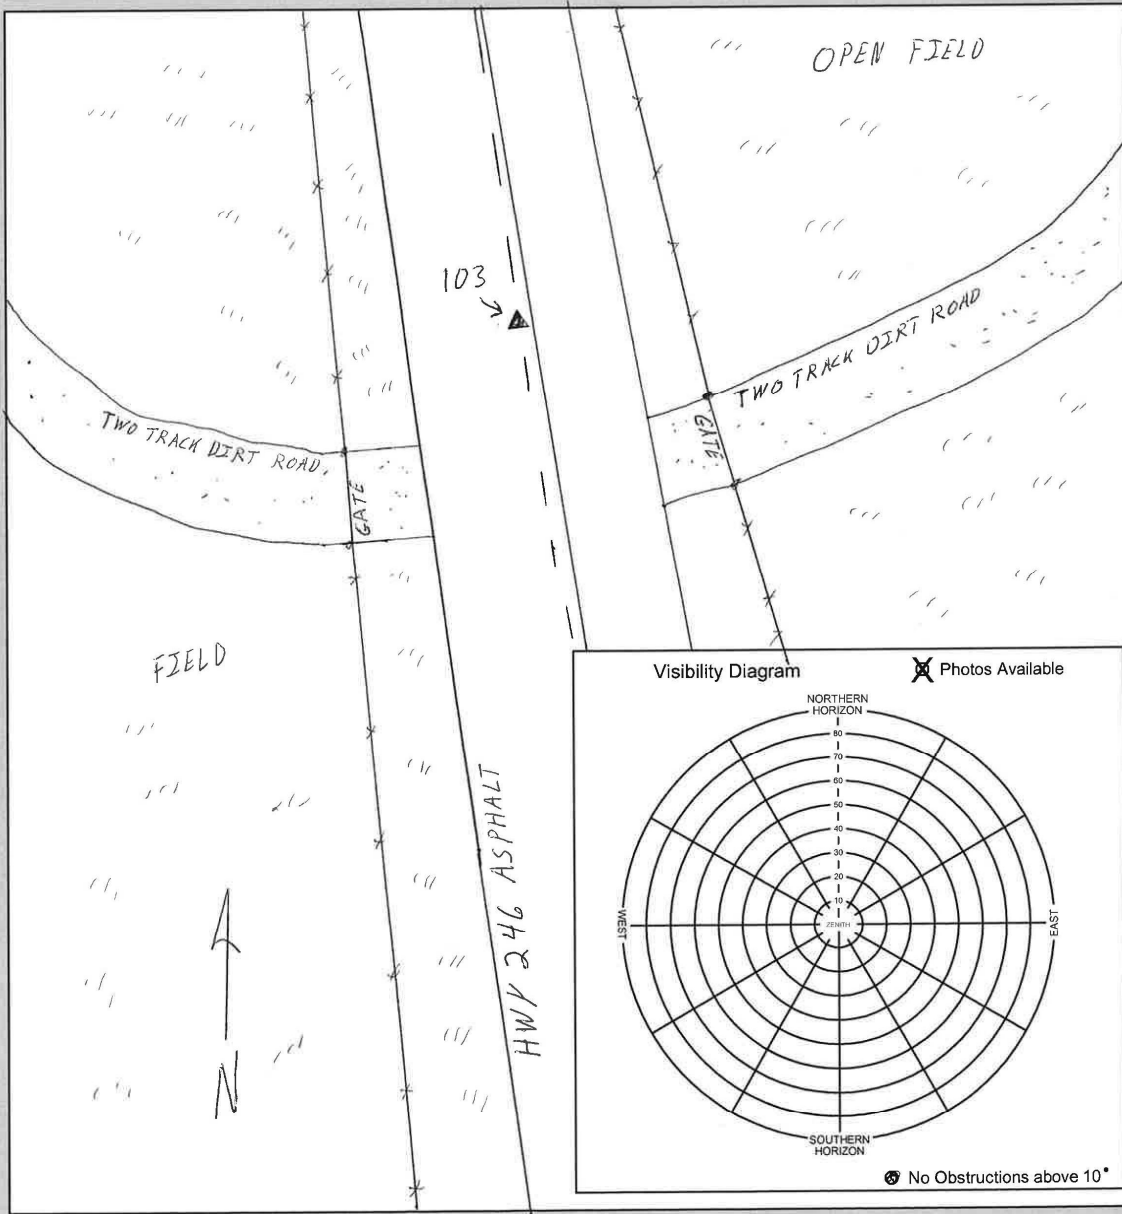 OPEN FIELD
103
TWO TRACK DIRT ROAD
GATE
TWO TRACK DIRT ROAD
GATE
FIELD
HWY 246 ASPHALT
N
Visibility Diagram
Photos Available
NORTHERN
HORIZON
80
70
60
50
40
30
20
10
ZENITH
WEST
EAST
SOUTHERN
HORIZON
No Obstructions above 10°